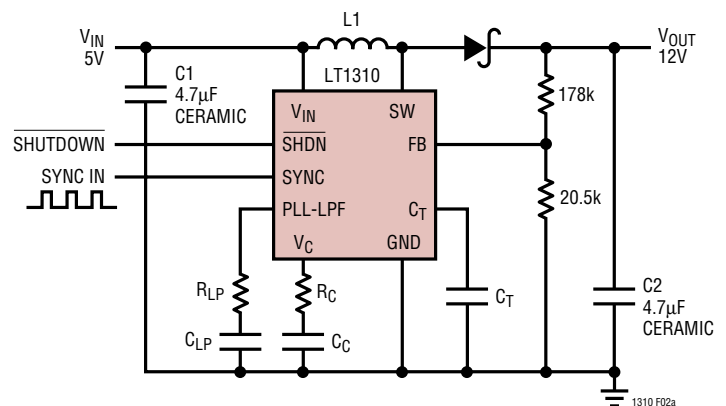 L1
VIN
5V
VOUT
12V
C1
4.7µF
CERAMIC
LT1310
178k
VIN
SW
SHUTDOWN
SHDN
FB
SYNC IN
SYNC
20.5k
PLL-LPF
CT
VC
GND
RLP
RC
CT
C2
4.7µF
CERAMIC
CLP
CC
1310 F02a